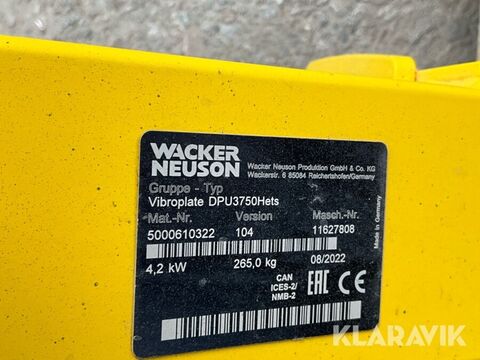 KLARAVIK
WACKER
NEUSON
Wacker Neuson Produktion GmbH & Co. KG
Wackerstr. 6 85084 Reichertshofen/Germany
Gruppe - Typ
Vibroplate DPU3750Hets
Mat.-Nr. Version Masch.-Nr.
5000610322 104 11627808
4,2 kW 265,0 kg 08/2022
CAN
ICES-2/
NMB-2
EAC CE
Made in Germany
KLARAVIK